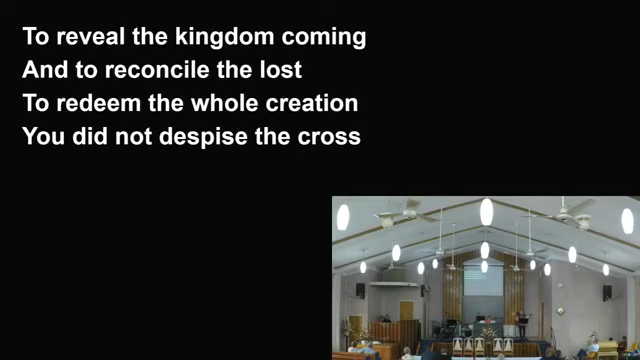 To reveal the kingdom coming
And to reconcile the lost
To redeem the whole creation
You did not despise the cross